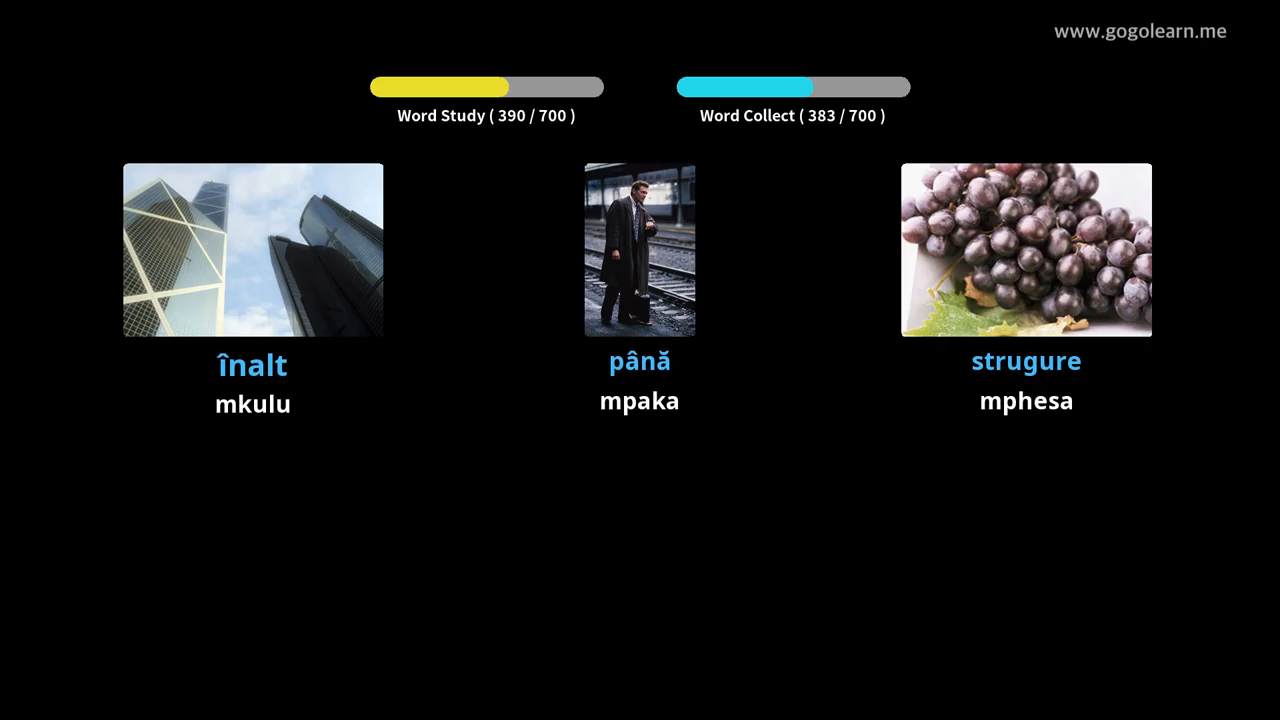 www.gogolearn.me
Word Study ( 390 / 700 )
Word Collect ( 383 / 700 )
înalt
mkulu
până
mpaka
strugure
mphesa